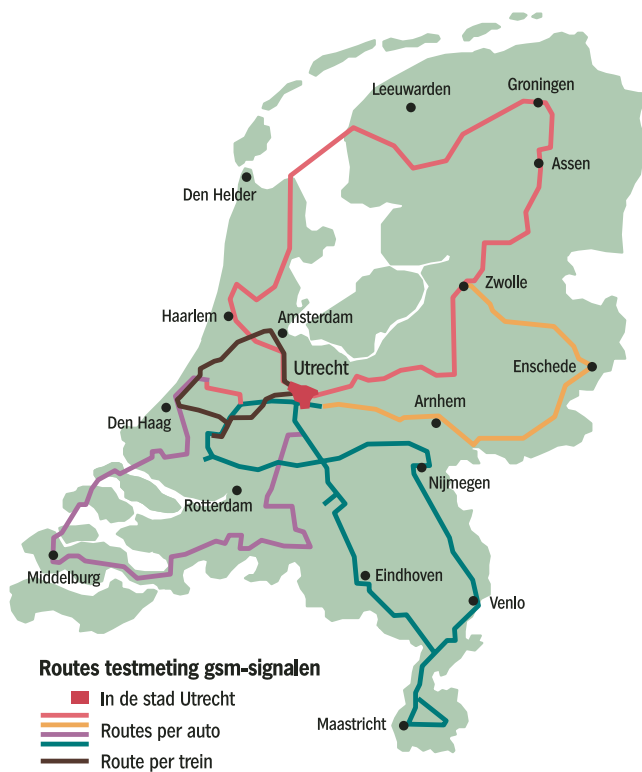 Leeuwarden
Groningen
Assen
Den Helder
Zwolle
Haarlem
Amsterdam
Utrecht
Enschede
Den Haag
Arnhem
Nijmegen
Rotterdam
Middelburg
Eindhoven
Venlo
Maastricht
Routes testmeting gsm-signalen
In de stad Utrecht
Routes per auto
Route per trein